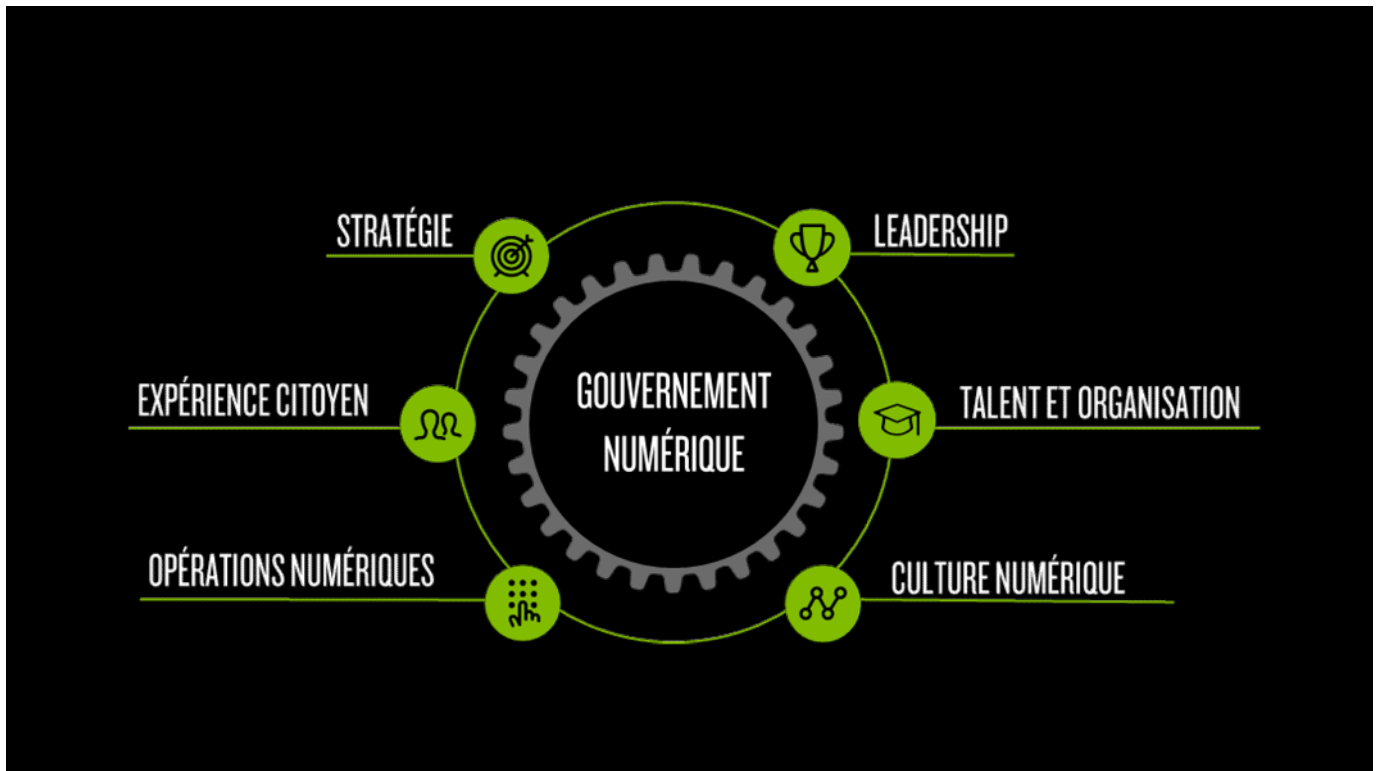 STRATÉGIE
LEADERSHIP
EXPÉRIENCE CITOYEN
GOUVERNEMENT
NUMÉRIQUE
TALENT ET ORGANISATION
OPÉRATIONS NUMÉRIQUES
CULTURE NUMÉRIQUE